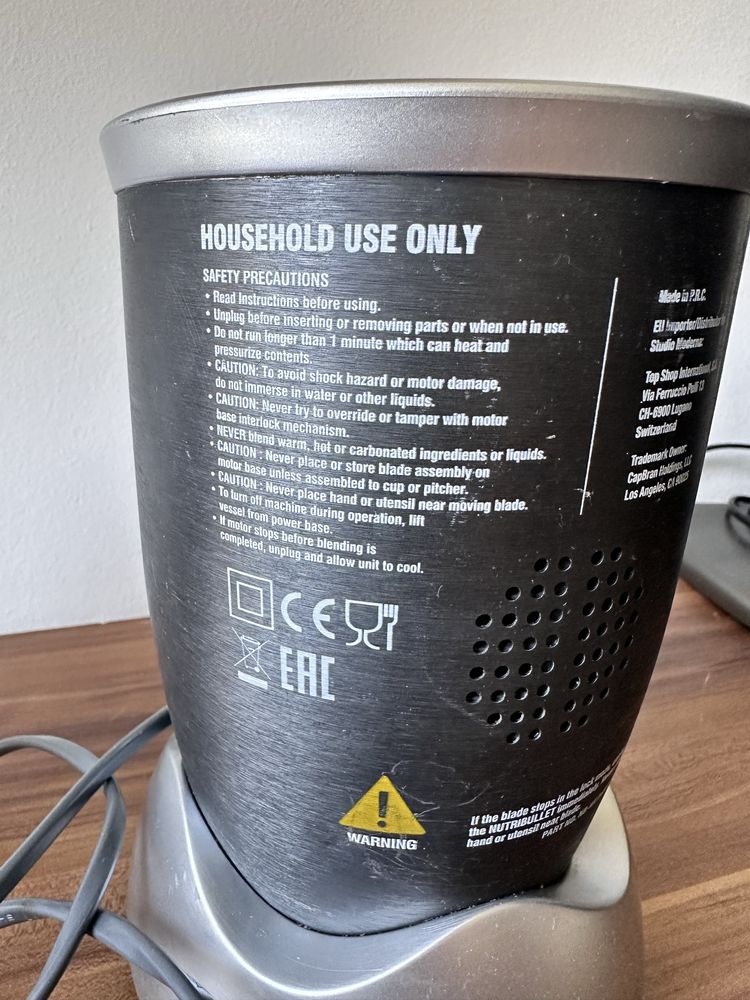 HOUSEHOLD USE ONLY
SAFETY PRECAUTIONS
• Read Instructions before using.
• Unplug before inserting or removing parts or when not in use.
• Do not run longer than 1 minute which can heat and
pressurize contents.
• CAUTION: To avoid shock hazard or motor damage,
do not immerse in water or other liquids.
• CAUTION: Never try to override or tamper with motor
base interlock mechanism.
• NEVER blend warm, hot or carbonated ingredients or liquids.
• CAUTION : Never place or store blade assembly on
motor base unless assembled to cup or pitcher.
• CAUTION : Never place hand or utensil near moving blade.
• To turn off machine during operation, lift
vessel from power base.
• If motor stops before blending is
completed, unplug and allow unit to cool.
Made in P.R.C.
EU Importer/Distributor
Studio Moderna:
Top Shop International,
Via Ferruccio Pelli 13
CH-6900 Lugano
Switzerland
Trademark Owner:
CapBran Holdings, LLC
Los Angeles, CA 90025
CE
EAC
WARNING
If the blade stops in the lock
the NUTRIBULLET immediately.
hand or utensil near blade.
PART NO.